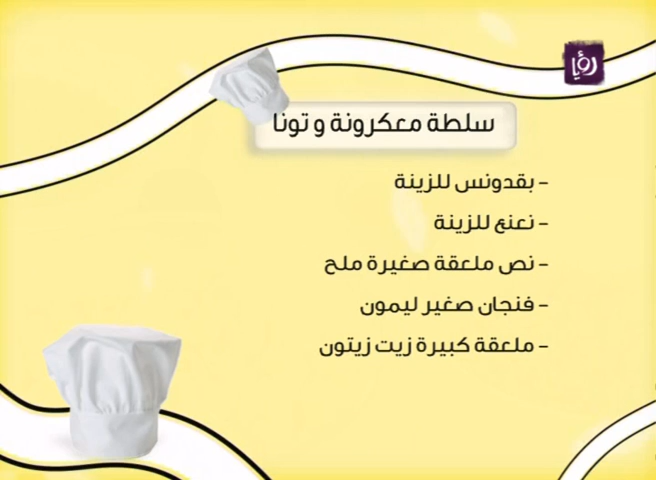 رؤيا
سلطة معكرونة و تونا
- بقدونس للزينة
- نعنع للزينة
- نص ملعقة صغيرة ملح
- فنجان صغير ليمون
- ملعقة كبيرة زيت زيتون